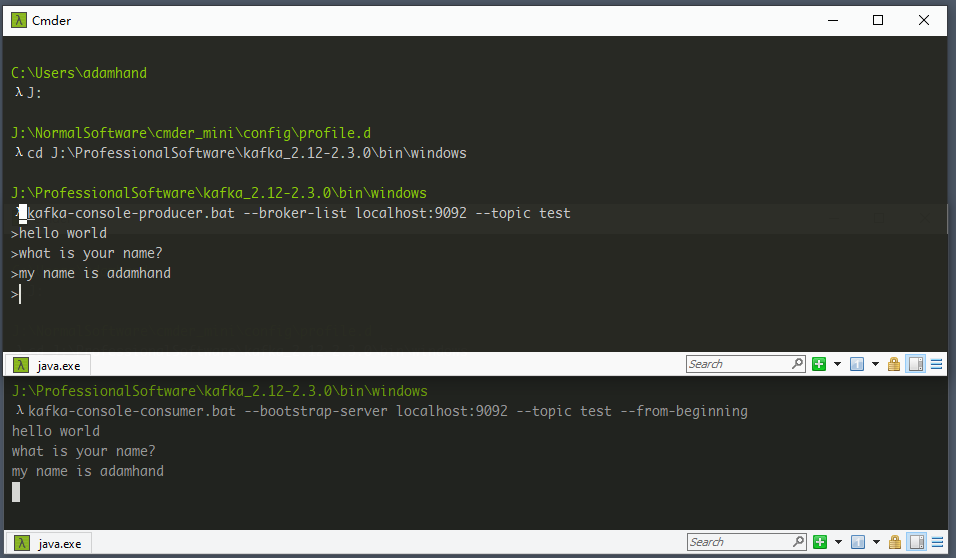 Cmder
C:\Users\adamhand
λ J:
J:\NormalSoftware\cmder_mini\config\profile.d
λ cd J:\ProfessionalSoftware\kafka_2.12-2.3.0\bin\windows
J:\ProfessionalSoftware\kafka_2.12-2.3.0\bin\windows
λ kafka-console-producer.bat --broker-list localhost:9092 --topic test
>hello world
>what is your name?
>my name is adamhand
>
λ java.exe Search
J:\ProfessionalSoftware\kafka_2.12-2.3.0\bin\windows
λ kafka-console-consumer.bat --bootstrap-server localhost:9092 --topic test --from-beginning
hello world
what is your name?
my name is adamhand
λ java.exe Search